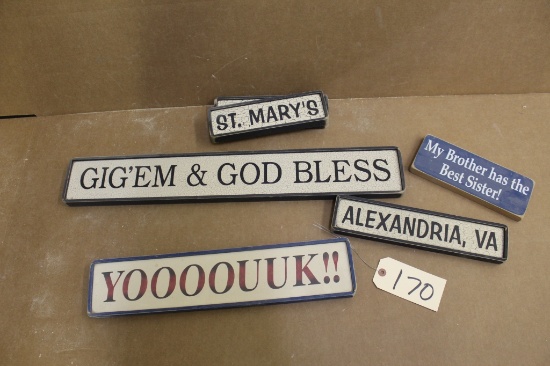 ST. MARY'S
GIG'EM & GOD BLESS
My Brother has the
Best Sister!
ALEXANDRIA, VA
YOOOOUUK!!
170